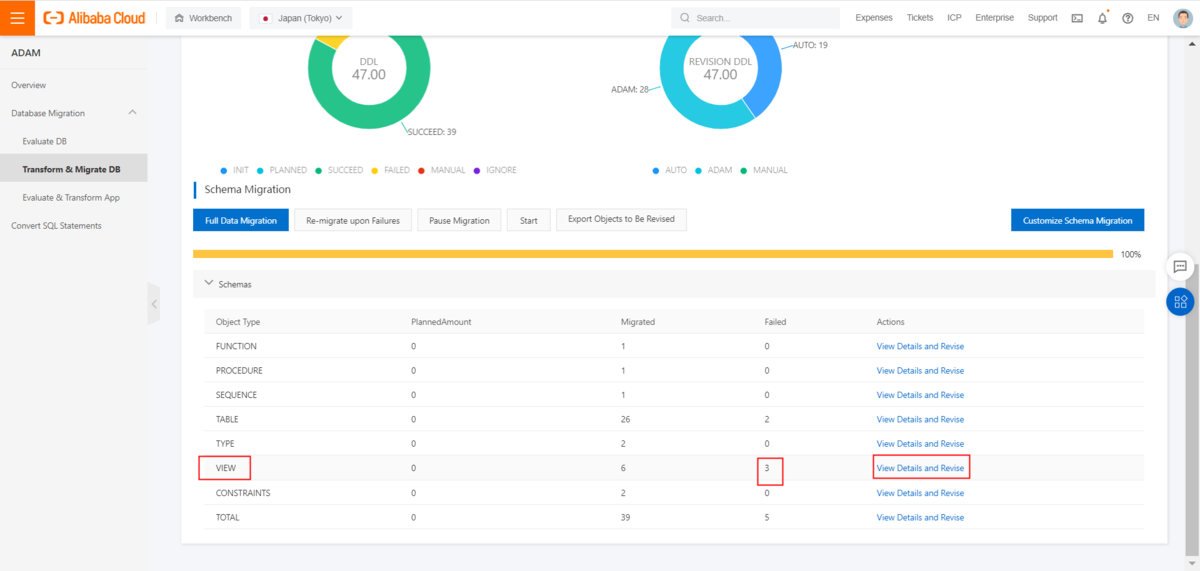 Alibaba Cloud Workbench Japan (Tokyo) Search... Expenses Tickets ICP Enterprise Support EN
ADAM
Overview
Database Migration
Evaluate DB
Transform & Migrate DB
Evaluate & Transform App
Convert SQL Statements
DDL
47.00
SUCCEED: 39
REVISION DDL
47.00
AUTO: 19
ADAM: 28
INIT PLANNED SUCCEED FAILED MANUAL IGNORE
AUTO ADAM MANUAL
Schema Migration
Full Data Migration Re-migrate upon Failures Pause Migration Start Export Objects to Be Revised Customize Schema Migration
100%
Schemas
Object Type PlannedAmount Migrated Failed Actions
FUNCTION 0 1 0 View Details and Revise
PROCEDURE 0 1 0 View Details and Revise
SEQUENCE 0 1 0 View Details and Revise
TABLE 0 26 2 View Details and Revise
TYPE 0 2 0 View Details and Revise
VIEW 0 6 3 View Details and Revise
CONSTRAINTS 0 2 0 View Details and Revise
TOTAL 0 39 5 View Details and Revise